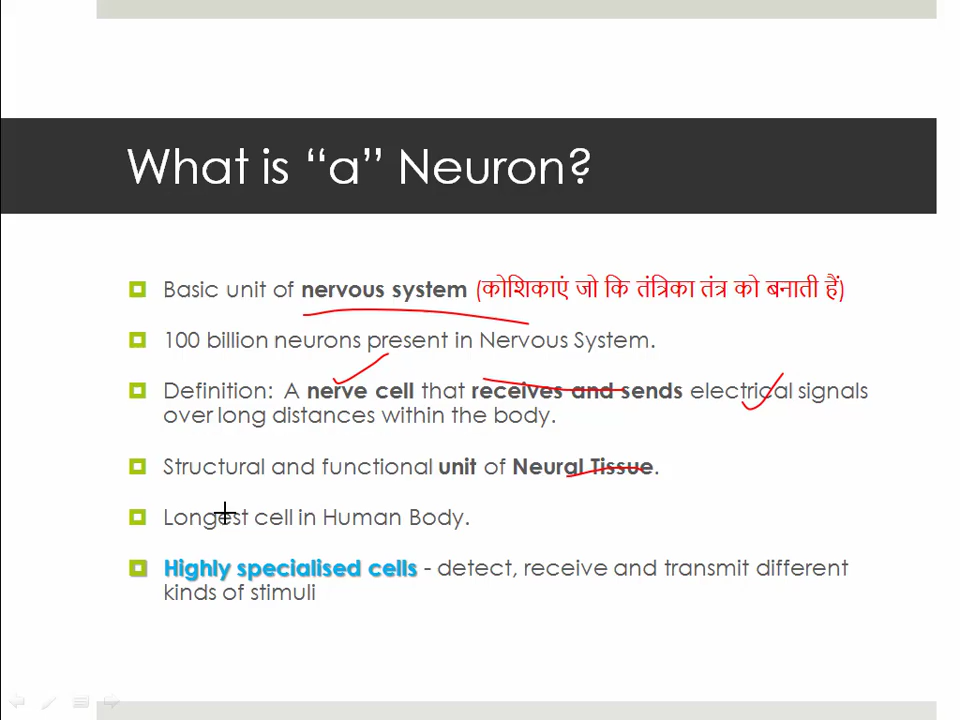 What is “a” Neuron?
Basic unit of nervous system (कोशिकाएं जो कि तंत्रिका तंत्र को बनाती हैं)
100 billion neurons present in Nervous System.
Definition: A nerve cell that receives and sends electrical signals
over long distances within the body.
Structural and functional unit of Neural Tissue.
Longest cell in Human Body.
Highly specialised cells - detect, receive and transmit different
kinds of stimuli